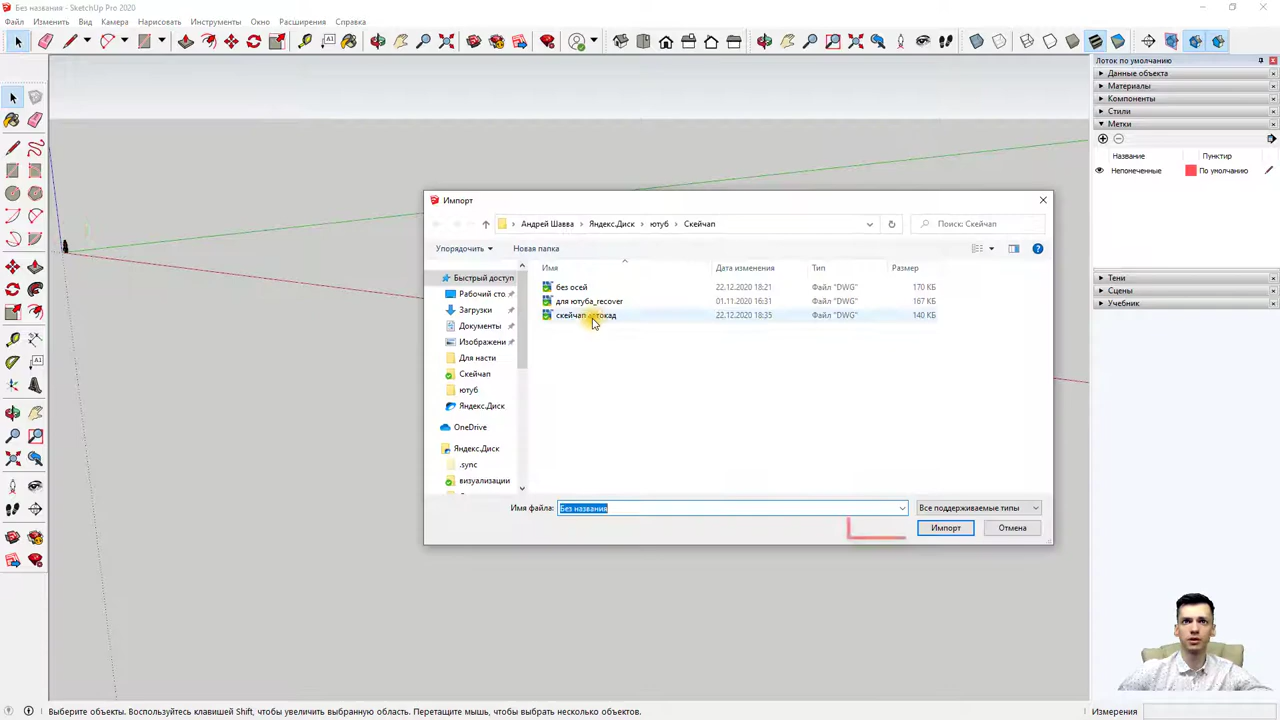 Без названия - SketchUp Pro 2020
Файл Изменить Вид Камера Нарисовать Инструменты Окно Расширения Справка
Лоток по умолчанию
Данные объекта
Материалы
Компоненты
Стили
Метки
Название Пунктир
Непомеченные По умолчанию
Тени
Сцены
Учебник
Импорт
Андрей Шавва › Яндекс.Диск › ютуб › Скейчап
Поиск: Скейчап
Упорядочить Новая папка
Имя Дата изменения Тип Размер
без осей 22.12.2020 18:21 Файл "DWG" 170 КБ
для ютуба_recover 01.11.2020 16:31 Файл "DWG" 167 КБ
скейчап автокад 22.12.2020 18:35 Файл "DWG" 140 КБ
Быстрый доступ
Рабочий сто
Загрузки
Документы
Изображени
Для насти
Скейчап
ютуб
Яндекс.Диск
OneDrive
Яндекс.Диск
.sync
визуализации
Имя файла: Без названия Все поддерживаемые типы
Импорт Отмена
Выберите объекты. Воспользуйтесь клавишей Shift, чтобы увеличить выбранную область. Перетащите мышь, чтобы выбрать несколько объектов.
Измерения